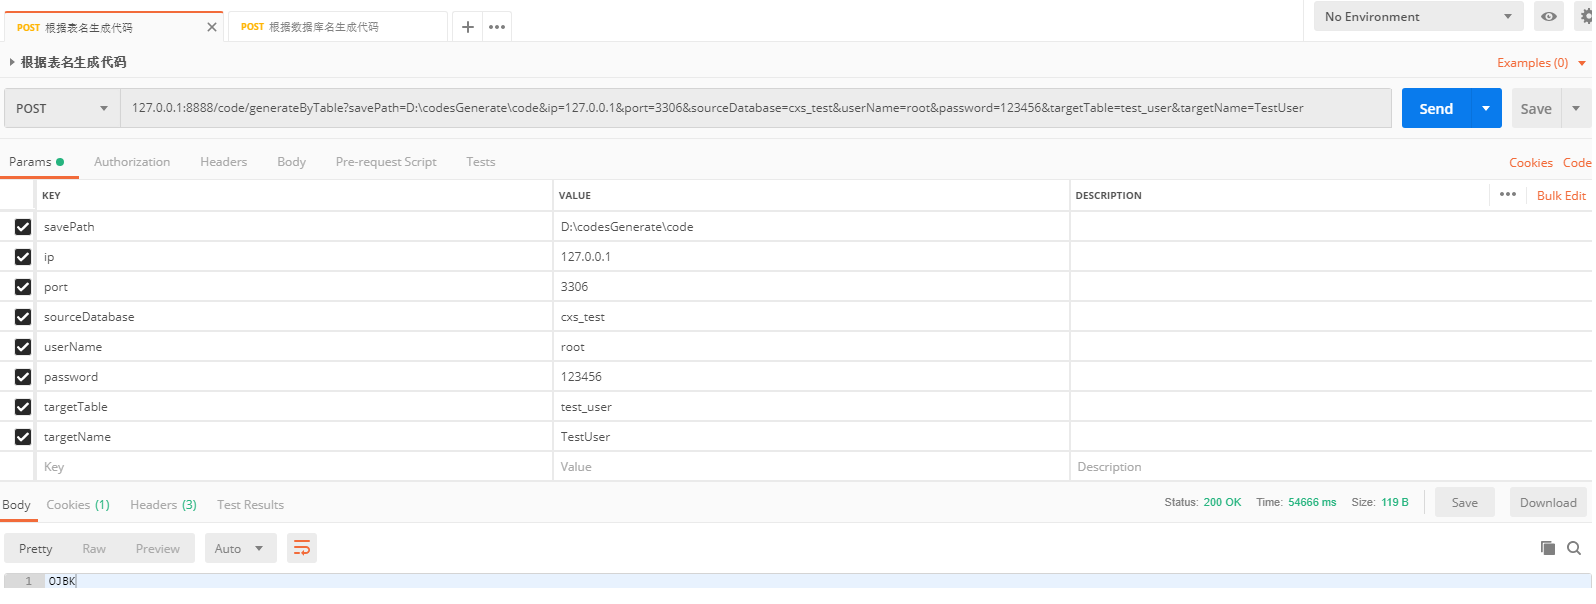 POST 根据表名生成代码
POST 根据数据库名生成代码
No Environment
根据表名生成代码
Examples (0)
POST
127.0.0.1:8888/code/generateByTable?savePath=D:\codesGenerate\code&ip=127.0.0.1&port=3306&sourceDatabase=cxs_test&userName=root&password=123456&targetTable=test_user&targetName=TestUser
Send
Save
Params Authorization Headers Body Pre-request Script Tests Cookies Code
KEY VALUE DESCRIPTION Bulk Edit
savePath D:\codesGenerate\code
ip 127.0.0.1
port 3306
sourceDatabase cxs_test
userName root
password 123456
targetTable test_user
targetName TestUser
Key Value Description
Body Cookies (1) Headers (3) Test Results Status: 200 OK Time: 54666 ms Size: 119 B Save Download
Pretty Raw Preview Auto
1 OJBK